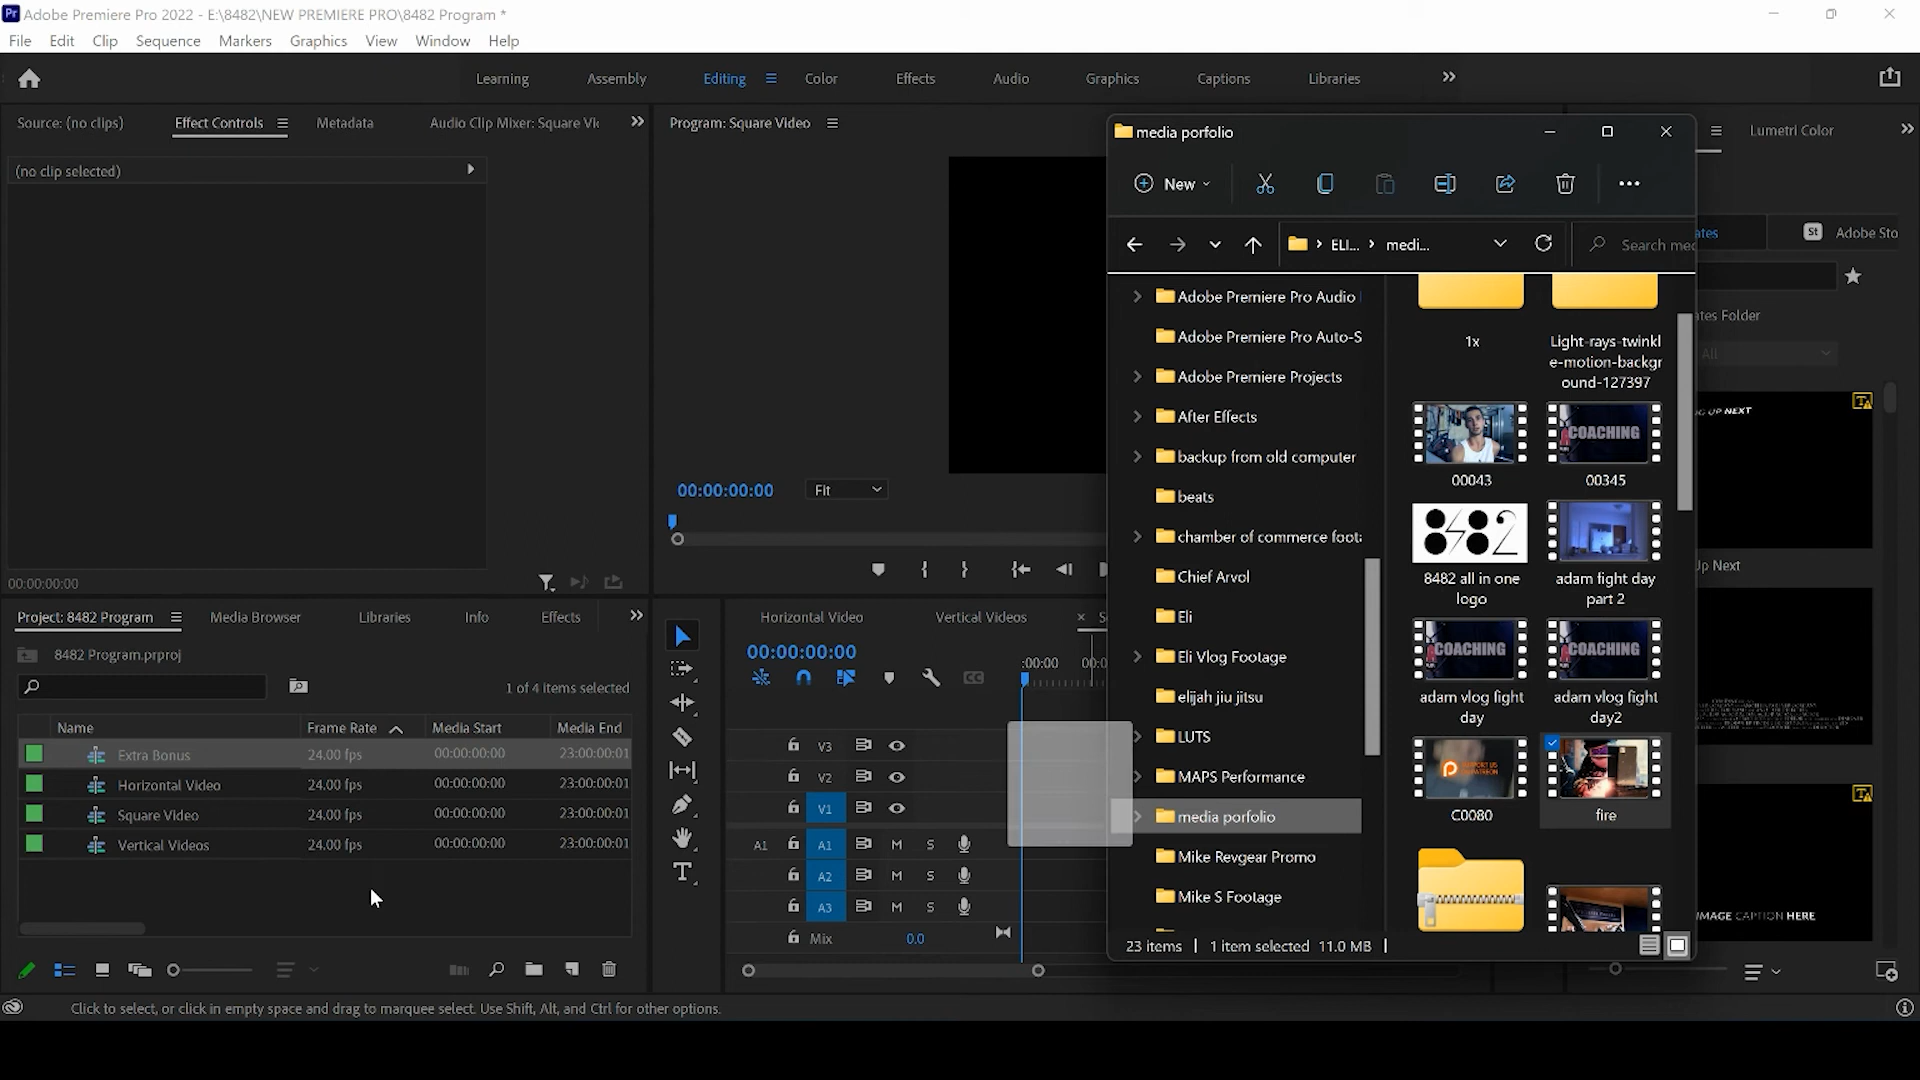 Pr Adobe Premiere Pro 2022 - E:\8482\NEW PREMIERE PRO\8482 Program *
File Edit Clip Sequence Markers Graphics View Window Help
Learning Assembly Editing Color Effects Audio Graphics Captions Libraries
Source: (no clips) Effect Controls Metadata Audio Clip Mixer: Square Vi
Program: Square Video
Lumetri Color
(no clip selected)
00:00:00:00
Fit
00:00:00:00
media porfolio
New
ELI... medi...
Search med
Adobe Premiere Pro Audio
Adobe Premiere Pro Auto-S
Adobe Premiere Projects
After Effects
backup from old computer
beats
chamber of commerce foot
Chief Arvol
Eli
Eli Vlog Footage
elijah jiu jitsu
LUTS
MAPS Performance
media porfolio
Mike Revgear Promo
Mike S Footage
1x
Light-rays-twinkl
e-motion-backgr
ound-127397
COACHING
00043
00345
8482
8482 all in one
logo
adam fight day
part 2
COACHING
COACHING
adam vlog fight
day
adam vlog fight
day2
C0080
fire
23 items 1 item selected 11.0 MB
ates
St Adobe Sto
ates Folder
All
UP NEXT
Up Next
IMAGE CAPTION HERE
Project: 8482 Program Media Browser Libraries Info Effects
8482 Program.prproj
1 of 4 items selected
Name Frame Rate Media Start Media End
Extra Bonus 24.00 fps 00:00:00:00 23:00:00:01
Horizontal Video 24.00 fps 00:00:00:00 23:00:00:01
Square Video 24.00 fps 00:00:00:00 23:00:00:01
Vertical Videos 24.00 fps 00:00:00:00 23:00:00:01
Horizontal Video Vertical Videos × S
00:00:00:00
:00:00 00:0
V3
V2
V1
A1 A1 M S
A2 M S
A3 M S
Mix 0.0
Click to select, or click in empty space and drag to marquee select. Use Shift, Alt, and Ctrl for other options.